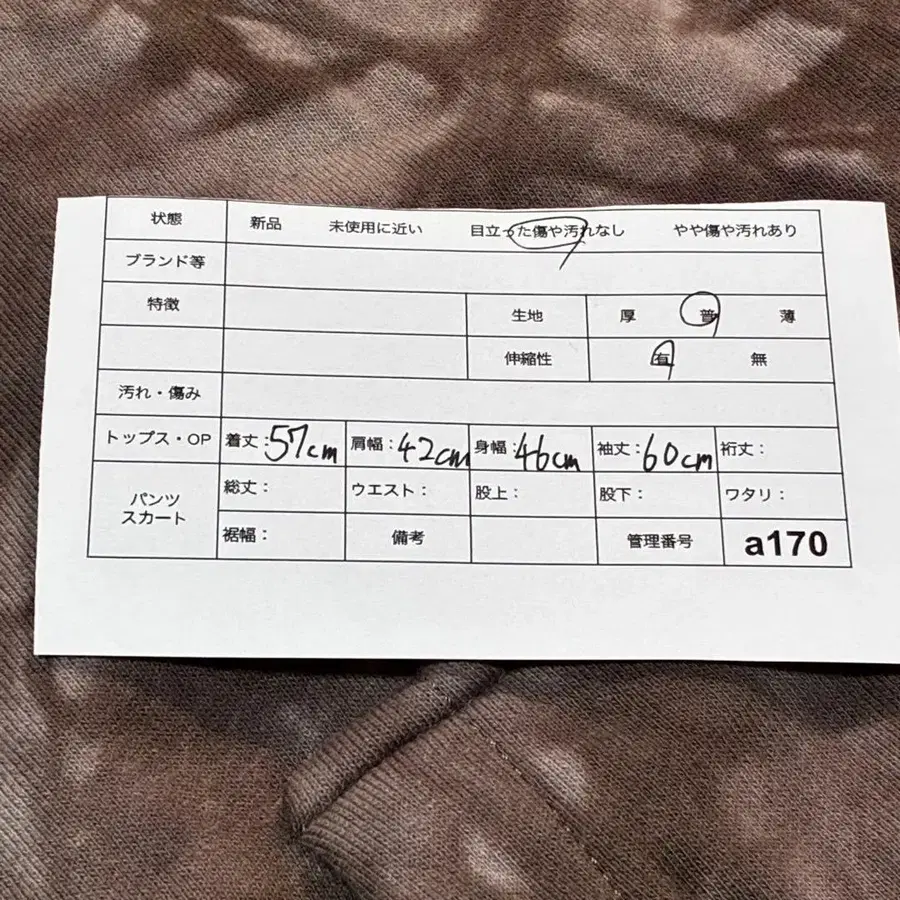 状態 新品 未使用に近い 目立った傷や汚れなし やや傷や汚れあり
ブランド等
特徴 生地 厚 普 薄
伸縮性 有 無
汚れ・傷み
トップス・OP 着丈:57cm 肩幅:42cm 身幅:46cm 袖丈:60cm 裄丈:
パンツ スカート 総丈: ウエスト: 股上: 股下: ワタリ:
裾幅: 備考 管理番号 a170